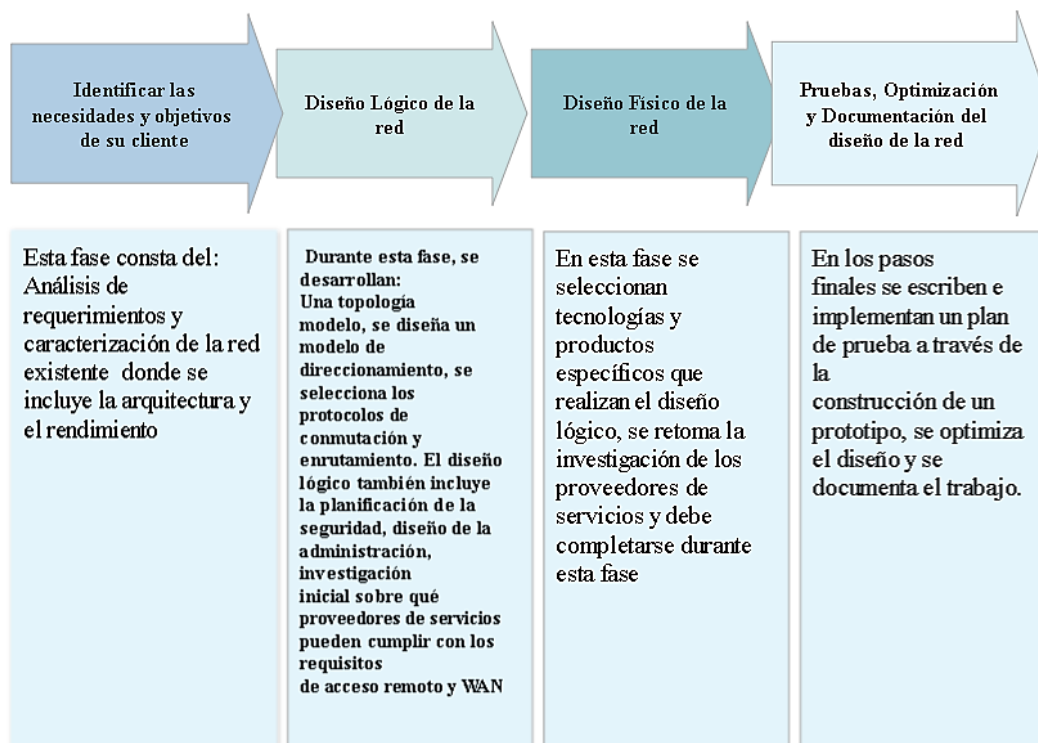 Identificar las
necesidades y objetivos
de su cliente
Diseño Lógico de la
red
Diseño Físico de la
red
Pruebas, Optimización
y Documentación del
diseño de la red
Esta fase consta del:
Análisis de
requerimientos y
caracterización de la red
existente donde se
incluye la arquitectura y
el rendimiento
Durante esta fase, se
desarrollan:
Una topología
modelo, se diseña un
modelo de
direccionamiento, se
selecciona los
protocolos de
conmutación y
enrutamiento. El diseño
lógico también incluye
la planificación de la
seguridad, diseño de la
administración,
investigación
inicial sobre qué
proveedores de servicios
pueden cumplir con los
requisitos
de acceso remoto y WAN
En esta fase se
seleccionan
tecnologías y
productos
específicos que
realizan el diseño
lógico, se retoma la
investigación de los
proveedores de
servicios y debe
completarse durante
esta fase
En los pasos
finales se escriben e
implementan un plan
de prueba a través de
la
construcción de un
prototipo, se optimiza
el diseño y se
documenta el trabajo.